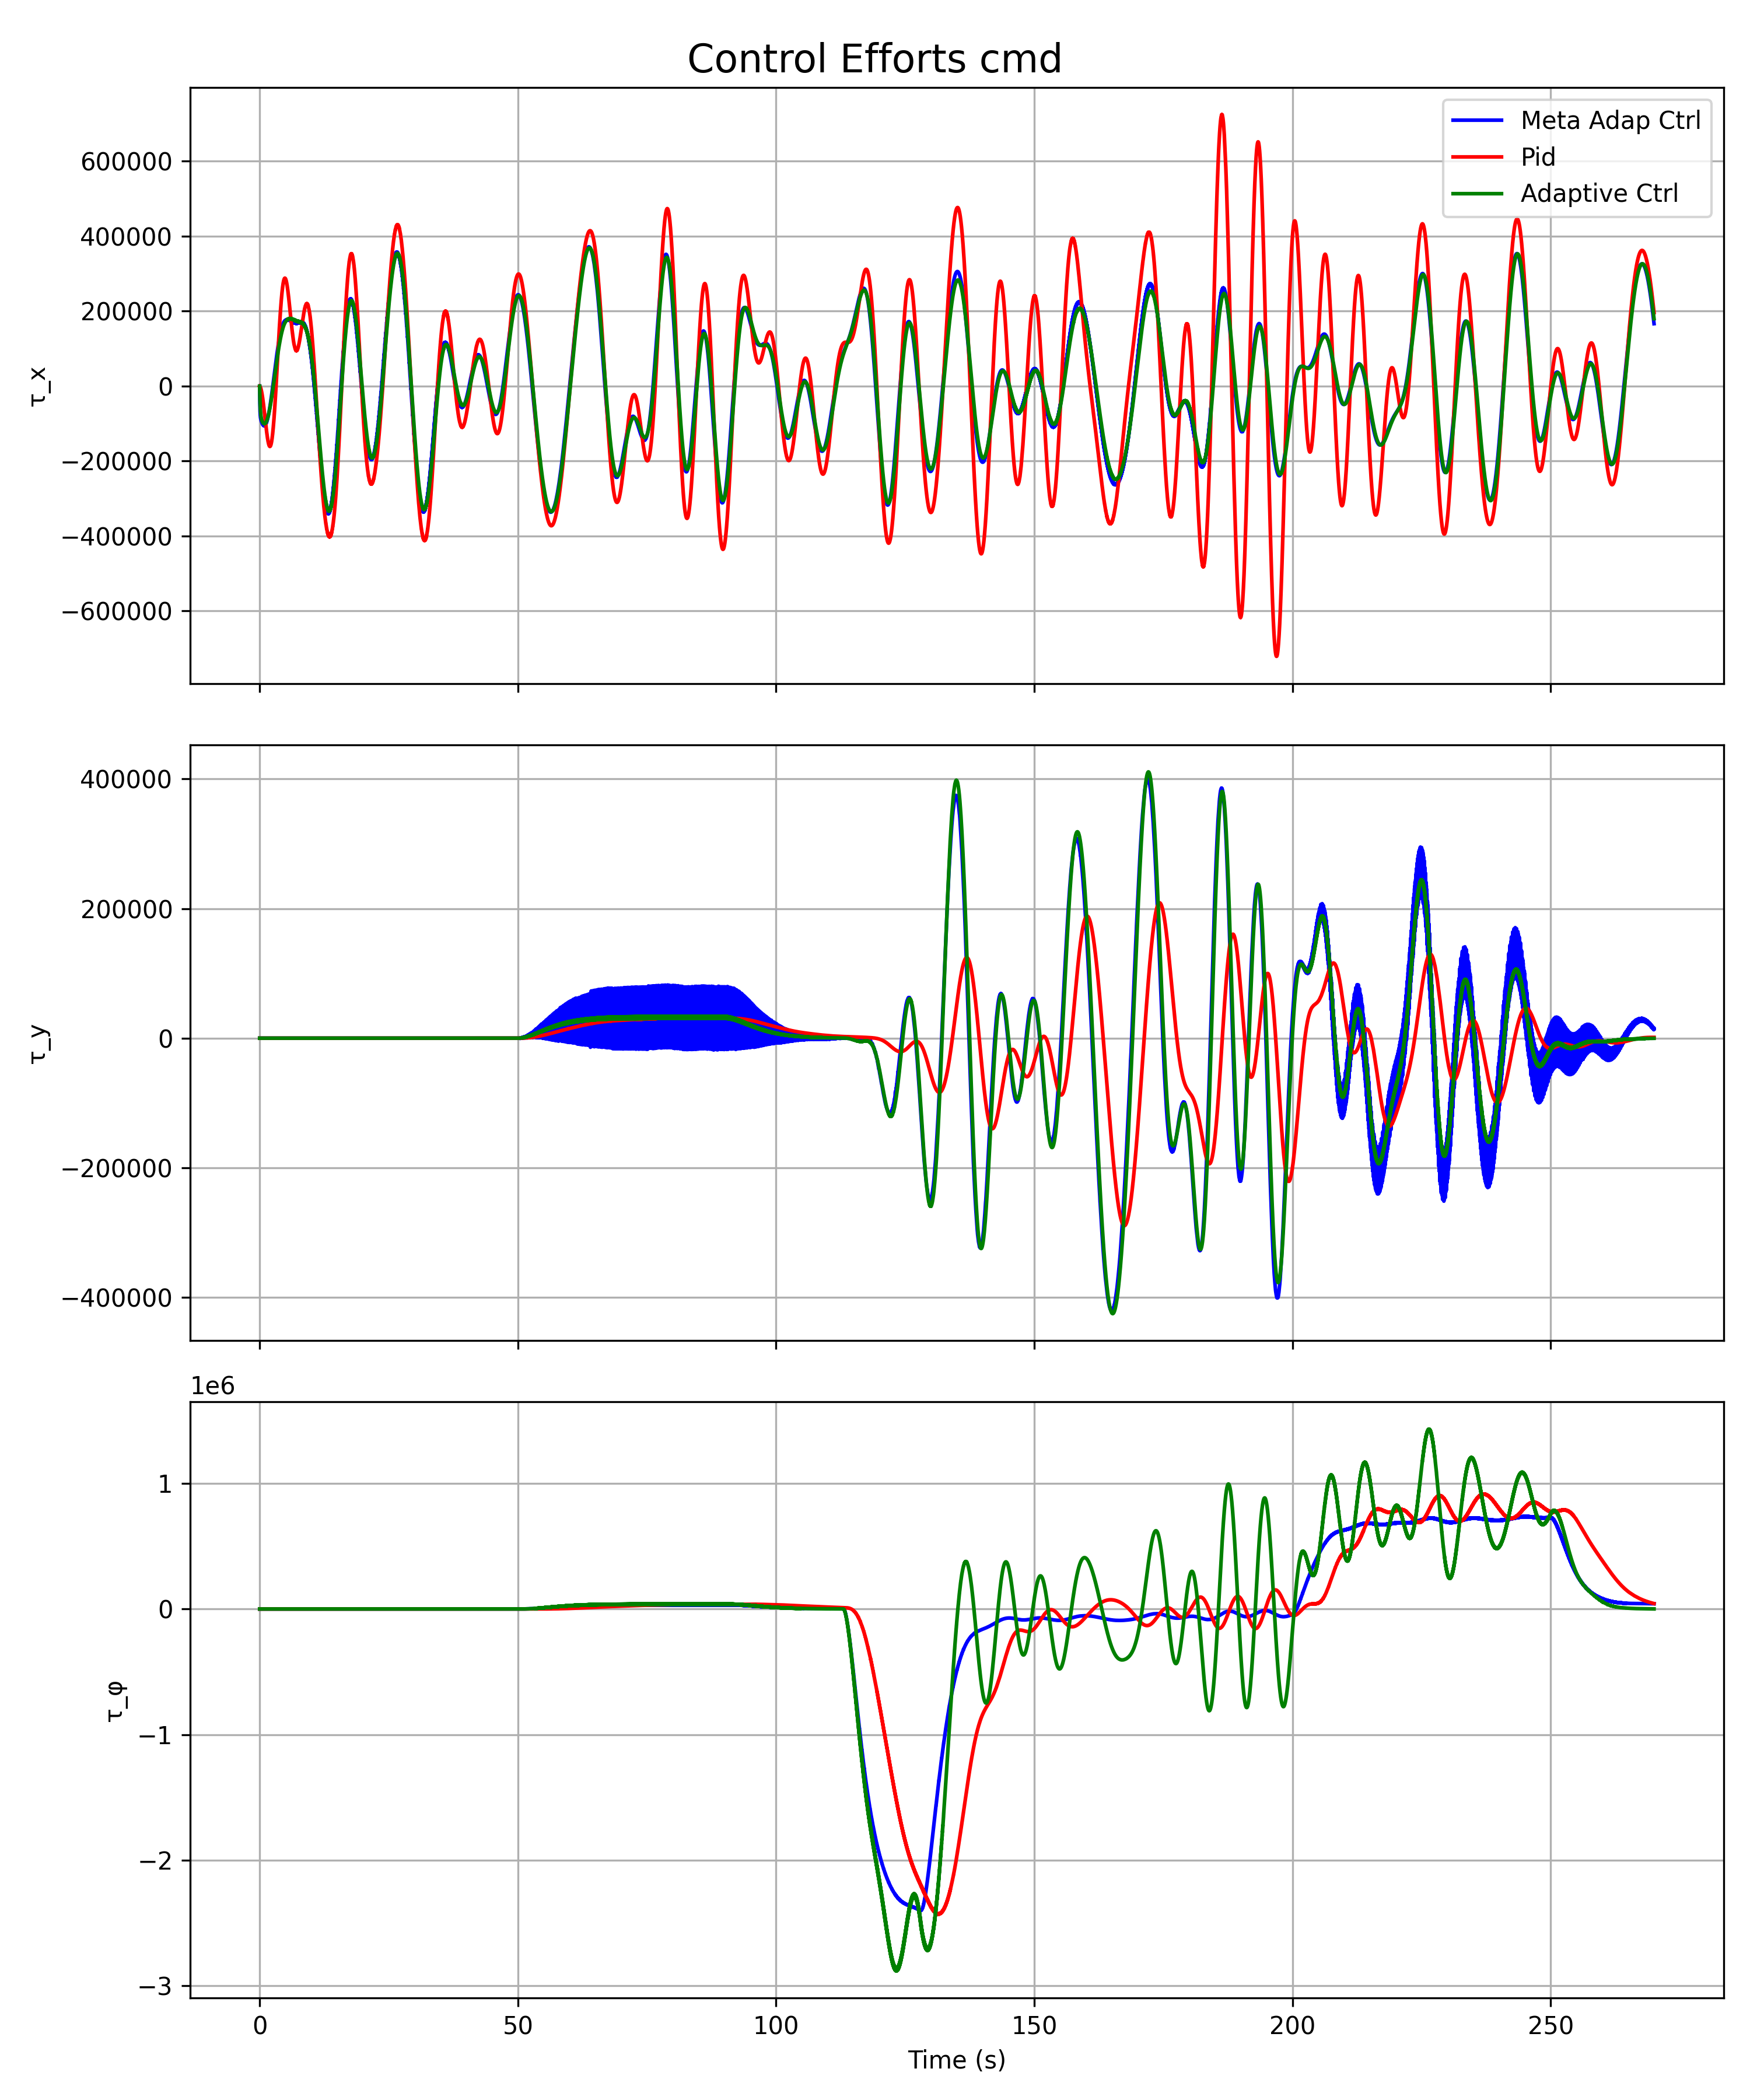 Control Efforts cmd
Meta Adap Ctrl
Pid
Adaptive Ctrl
600000
400000
200000
0
−200000
−400000
−600000
τ_x
400000
200000
0
−200000
−400000
τ_y
1e6
1
0
−1
−2
−3
τ_φ
0 50 100 150 200 250
Time (s)